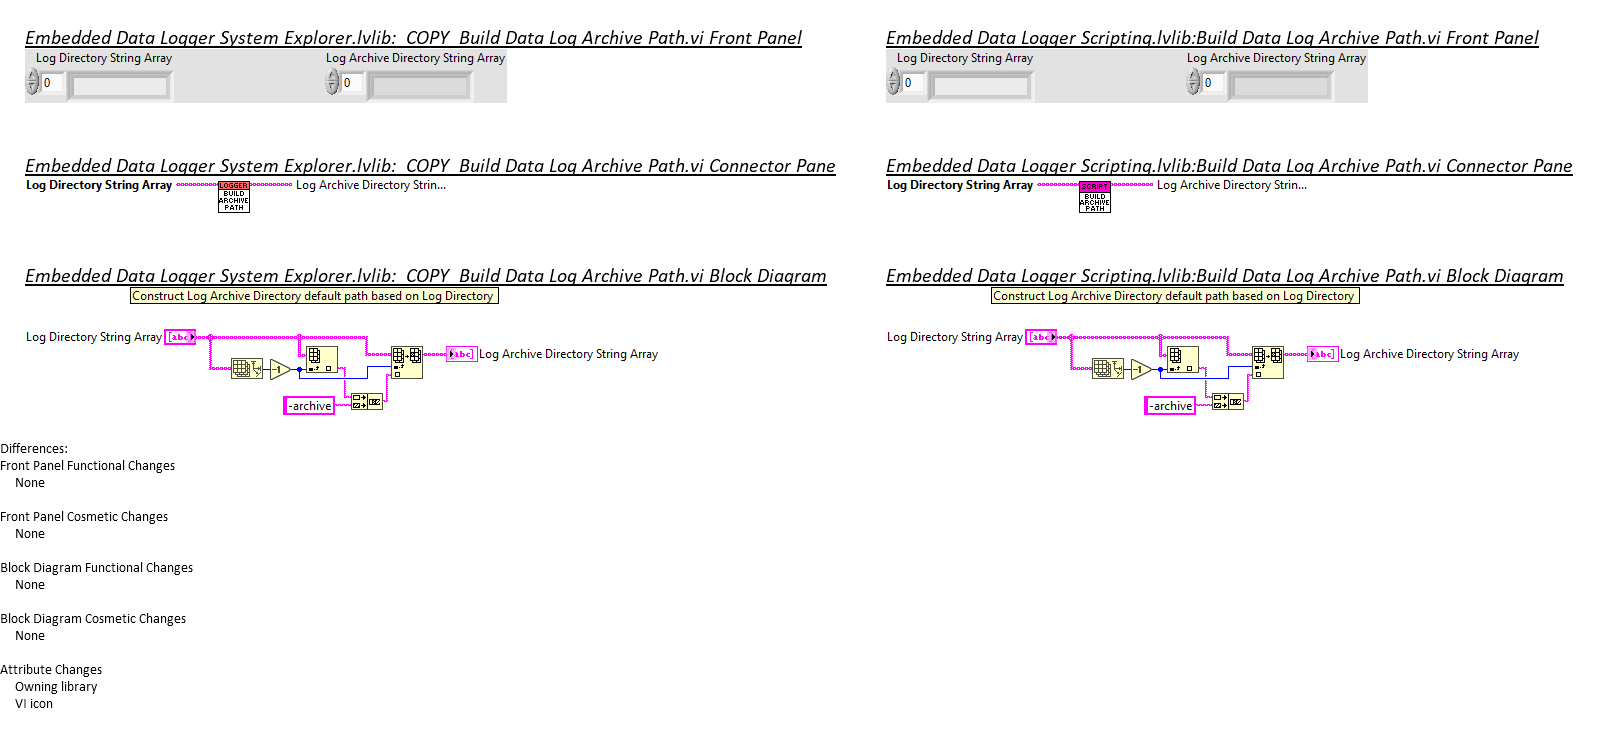 Embedded Data Logger System Explorer.lvlib:  COPY  Build Data Log Archive Path.vi Front Panel
Log Directory String Array
Log Archive Directory String Array
0
0
Embedded Data Logger System Explorer.lvlib:  COPY  Build Data Log Archive Path.vi Connector Pane
Log Directory String Array
LOGGER
BUILD
ARCHIVE
PATH
Log Archive Directory Strin...
Embedded Data Logger System Explorer.lvlib:  COPY  Build Data Log Archive Path.vi Block Diagram
Construct Log Archive Directory default path based on Log Directory
Log Directory String Array
[abc]
-1
abc]
Log Archive Directory String Array
-archive
Embedded Data Logger Scripting.lvlib:Build Data Log Archive Path.vi Front Panel
Log Directory String Array
Log Archive Directory String Array
0
0
Embedded Data Logger Scripting.lvlib:Build Data Log Archive Path.vi Connector Pane
Log Directory String Array
SCRIPT
BUILD
ARCHIVE
PATH
Log Archive Directory Strin...
Embedded Data Logger Scripting.lvlib:Build Data Log Archive Path.vi Block Diagram
Construct Log Archive Directory default path based on Log Directory
Log Directory String Array
[abc]
-1
abc]
Log Archive Directory String Array
-archive
Differences:
Front Panel Functional Changes
None
Front Panel Cosmetic Changes
None
Block Diagram Functional Changes
None
Block Diagram Cosmetic Changes
None
Attribute Changes
Owning library
VI icon